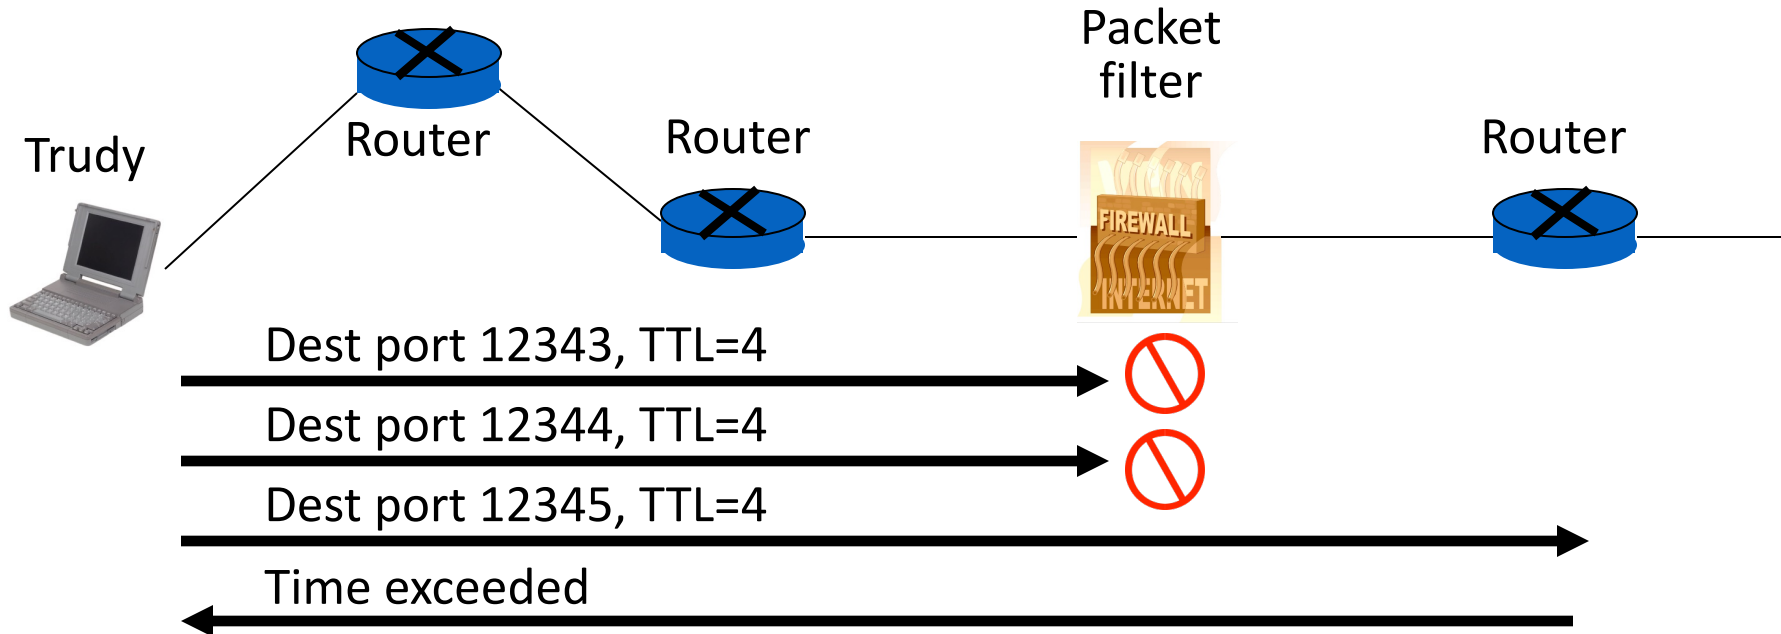 Packet
filter
Router
Router
Router
Trudy
FIREWALL
INTERNET
Dest port 12343, TTL=4
Dest port 12344, TTL=4
Dest port 12345, TTL=4
Time exceeded